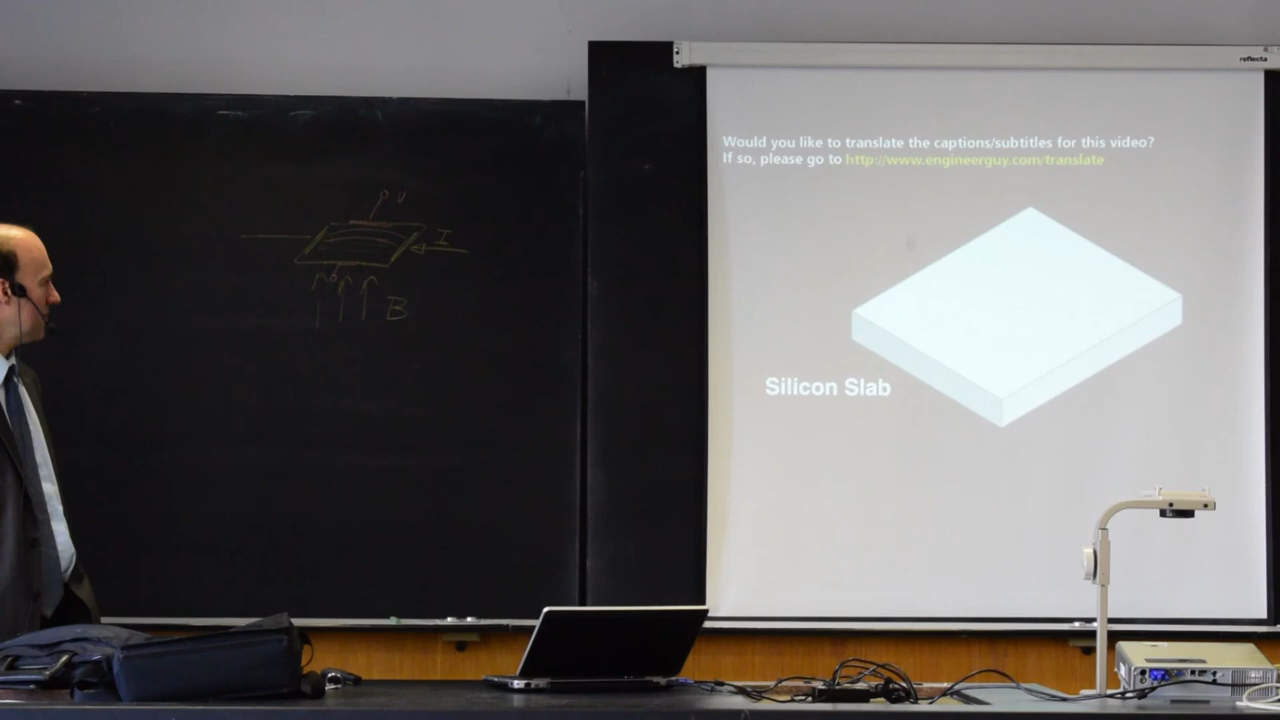 V
I
B
reflecta
Would you like to translate the captions/subtitles for this video?
If so, please go to http://www.engineerguy.com/translate
Silicon Slab